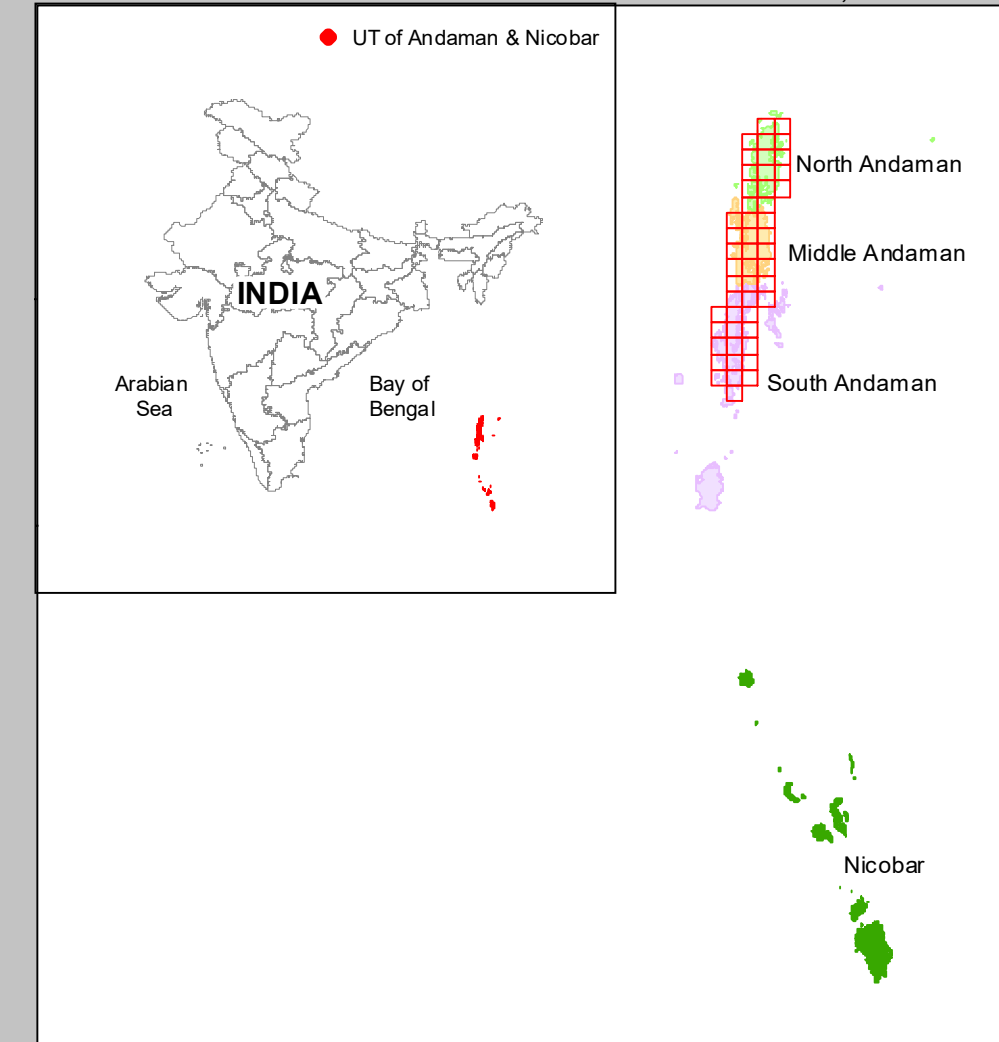 UT of Andaman & Nicobar
North Andaman
Middle Andaman
INDIA
Arabian
Sea
Bay of
Bengal
South Andaman
Nicobar